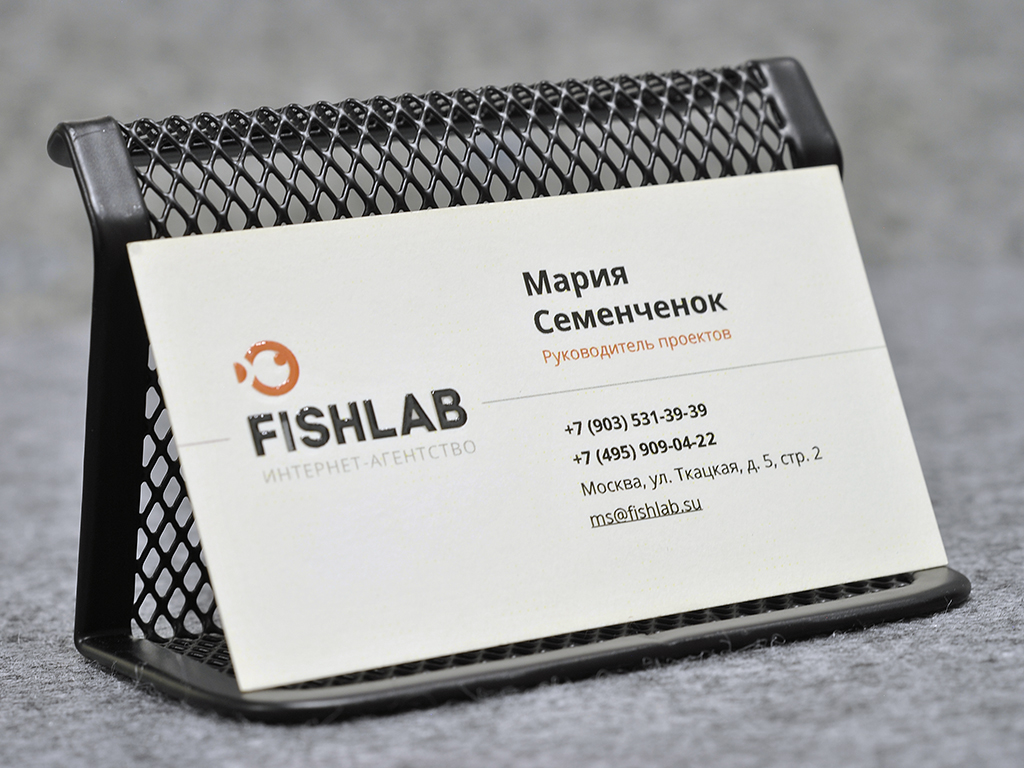 FISHLAB
ИНТЕРНЕТ-АГЕНТСТВО
Мария
Семенченок
Руководитель проектов
+7 (903) 531-39-39
+7 (495) 909-04-22
Москва, ул. Ткацкая, д. 5, стр. 2
ms@fishlab.su